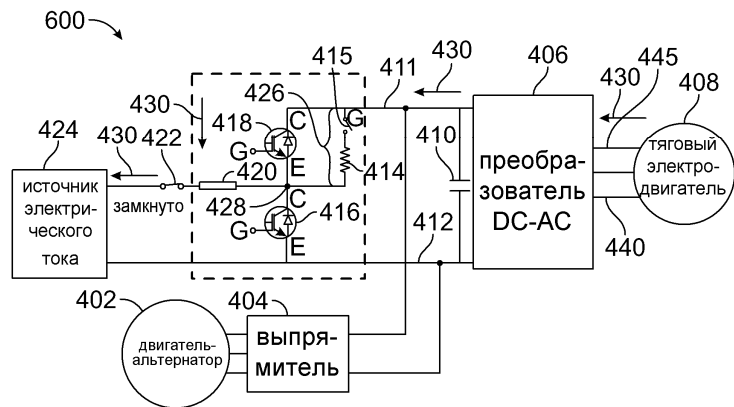 600
415
411
430
406
430
445
408
424
430
422
430
418
426
C
G
410
414
G
E
420
источник
электри-
ческого
тока
замкнуто
428
C
G
416
E
412
преобра-
зователь
DC-AC
тяговый
электро-
двигатель
440
402
404
двигатель-
альтернатор
выпря-
митель